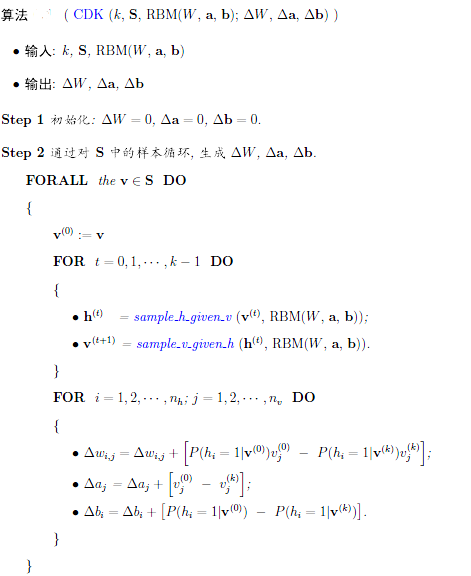 算法 ( CDK (k, S, RBM(W, a, b); ΔW, Δa, Δb) )
• 输入: k, S, RBM(W, a, b)
• 输出: ΔW, Δa, Δb
Step 1 初始化: ΔW = 0, Δa = 0, Δb = 0.
Step 2 通过对 S 中的样本循环, 生成 ΔW, Δa, Δb.
FORALL the v ∈ S DO
{
v^(0) := v
FOR t = 0, 1, ⋯ , k − 1 DO
{
• h^(t) = sample_h_given_v (v^(t), RBM(W, a, b));
• v^(t+1) = sample_v_given_h (h^(t), RBM(W, a, b)).
}
FOR i = 1, 2, ⋯ , n_h; j = 1, 2, ⋯ , n_v DO
{
• Δw_{i,j} = Δw_{i,j} + [P(h_i = 1|v^(0))v_j^(0) − P(h_i = 1|v^(k))v_j^(k)];
• Δa_j = Δa_j + [v_j^(0) − v_j^(k)];
• Δb_i = Δb_i + [P(h_i = 1|v^(0)) − P(h_i = 1|v^(k))].
}
}